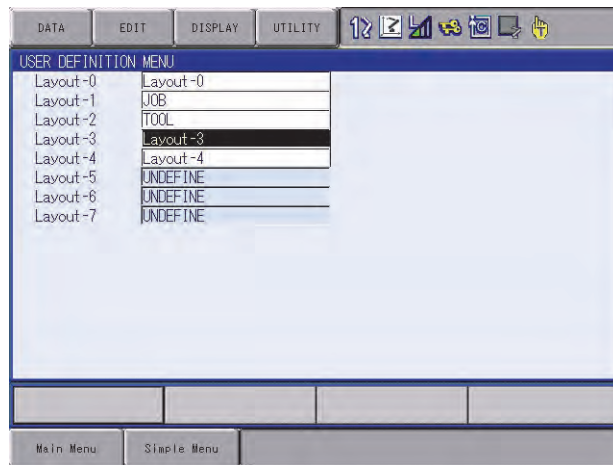 DATA EDIT DISPLAY UTILITY
USER DEFINITION MENU
Layout-0 Layout-0
Layout-1 JOB
Layout-2 TOOL
Layout-3 Layout-3
Layout-4 Layout-4
Layout-5 UNDEFINE
Layout-6 UNDEFINE
Layout-7 UNDEFINE
Main Menu Simple Menu